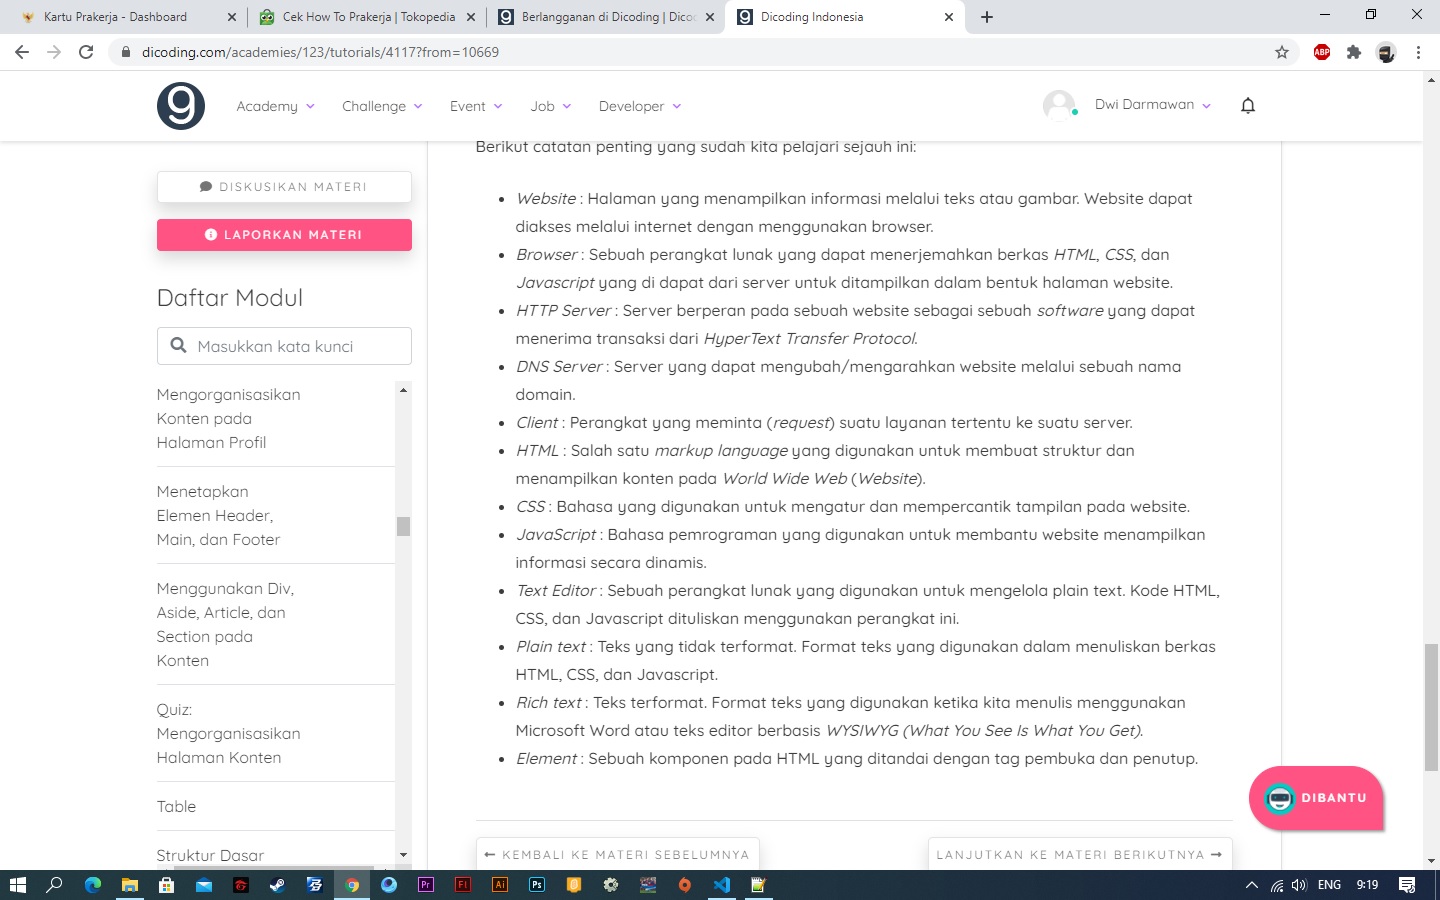 Kartu Prakerja - Dashboard
Cek How To Prakerja | Tokopedia
Berlangganan di Dicoding | Dicoc
Dicoding Indonesia
dicoding.com/academies/123/tutorials/4117?from=10669
ABP
Academy
Challenge
Event
Job
Developer
Dwi Darmawan
DISKUSIKAN MATERI
LAPORKAN MATERI
Daftar Modul
Masukkan kata kunci
Mengorganisasikan
Konten pada
Halaman Profil
Menetapkan
Elemen Header,
Main, dan Footer
Menggunakan Div,
Aside, Article, dan
Section pada
Konten
Quiz:
Mengorganisasikan
Halaman Konten
Table
Struktur Dasar
Berikut catatan penting yang sudah kita pelajari sejauh ini:
Website : Halaman yang menampilkan informasi melalui teks atau gambar. Website dapat
diakses melalui internet dengan menggunakan browser.
Browser : Sebuah perangkat lunak yang dapat menerjemahkan berkas HTML, CSS, dan
Javascript yang di dapat dari server untuk ditampilkan dalam bentuk halaman website.
HTTP Server : Server berperan pada sebuah website sebagai sebuah software yang dapat
menerima transaksi dari HyperText Transfer Protocol.
DNS Server : Server yang dapat mengubah/mengarahkan website melalui sebuah nama
domain.
Client : Perangkat yang meminta (request) suatu layanan tertentu ke suatu server.
HTML : Salah satu markup language yang digunakan untuk membuat struktur dan
menampilkan konten pada World Wide Web (Website).
CSS : Bahasa yang digunakan untuk mengatur dan mempercantik tampilan pada website.
JavaScript : Bahasa pemrograman yang digunakan untuk membantu website menampilkan
informasi secara dinamis.
Text Editor : Sebuah perangkat lunak yang digunakan untuk mengelola plain text. Kode HTML,
CSS, dan Javascript dituliskan menggunakan perangkat ini.
Plain text : Teks yang tidak terformat. Format teks yang digunakan dalam menuliskan berkas
HTML, CSS, dan Javascript.
Rich text : Teks terformat. Format teks yang digunakan ketika kita menulis menggunakan
Microsoft Word atau teks editor berbasis WYSIWYG (What You See Is What You Get).
Element : Sebuah komponen pada HTML yang ditandai dengan tag pembuka dan penutup.
DIBANTU
KEMBALI KE MATERI SEBELUMNYA
LANJUTKAN KE MATERI BERIKUTNYA
Pr
Fl
Ai
Ps
ENG
9:19